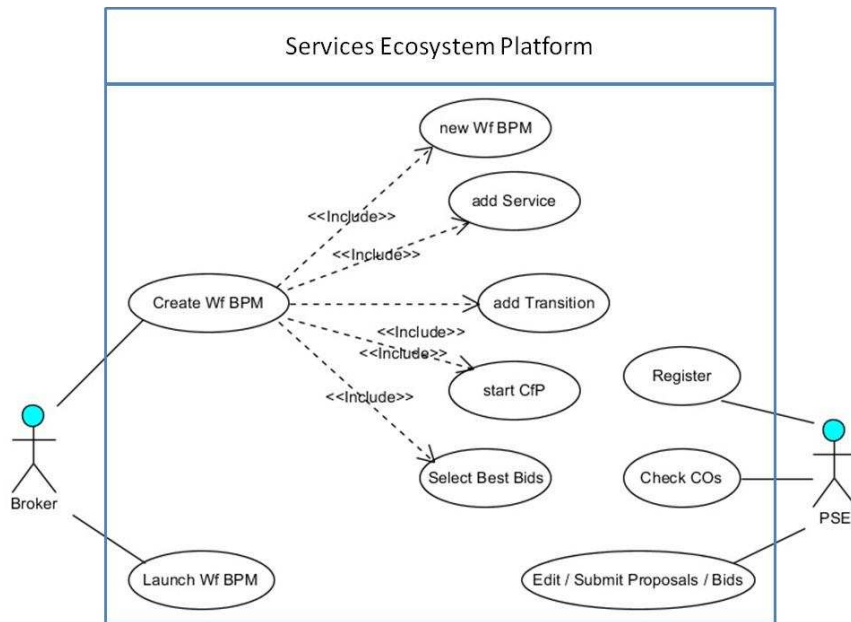 Services Ecosystem Platform
new Wf BPM
add Service
<<Include>>
<<Include>>
Create Wf BPM
add Transition
<<Include>>
<<Include>>
Register
start CfP
<<Include>>
Select Best Bids
Check COs
Broker
PSE
Launch Wf BPM
Edit / Submit Proposals / Bids